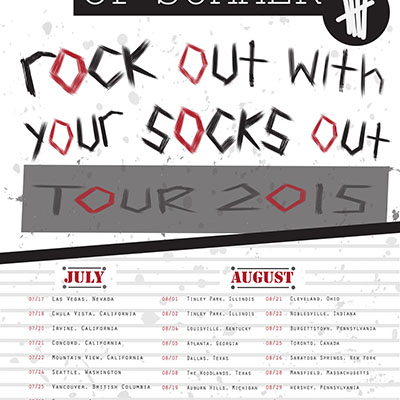 OF SUMMER
rock out with
your SOCKS Out
TOUR 2015
JULY
AUGUST
07/17 Las Vegas, Nevada
07/18 Chula Vista, California
07/19 Irvine, California
07/21 Concord, California
07/22 Mountain View, California
07/24 Seattle, Washington
07/25 Vancouver, British Columbia
08/01 Tinley Park, Illinois
08/02 Tinley Park, Illinois
08/04 Louisville, Kentucky
08/05 Atlanta, Georgia
08/07 Dallas, Texas
08/08 The Woodlands, Texas
08/19 Auburn Hills, Michigan
08/21 Cleveland, Ohio
08/22 Noblesville, Indiana
08/23 Burgettstown, Pennsylvania
08/25 Toronto, Canada
08/26 Saratoga Springs, New York
08/28 Mansfield, Massachusetts
08/29 Hershey, Pennsylvania